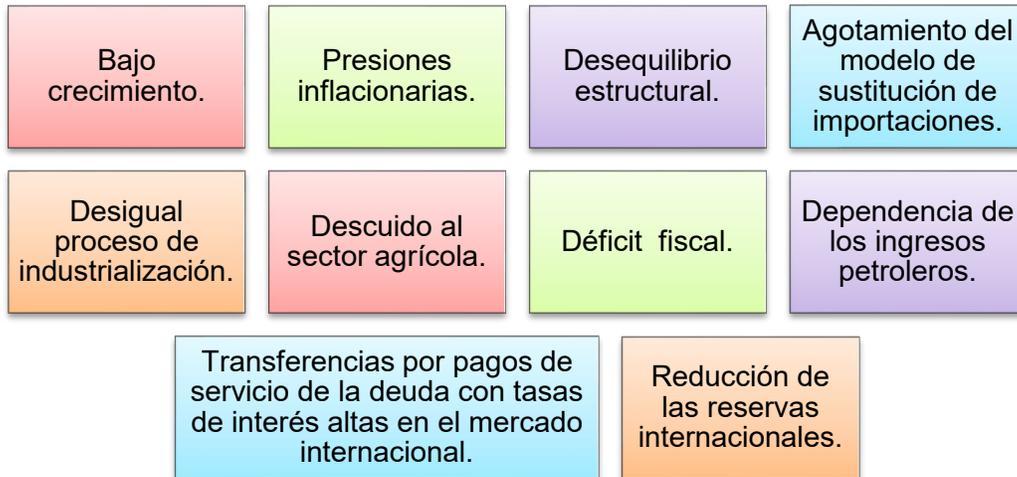 Bajo
crecimiento.
Presiones
inflacionarias.
Desequilibrio
estructural.
Agotamiento del
modelo de
sustitución de
importaciones.
Desigual
proceso de
industrialización.
Descuido al
sector agrícola.
Déficit  fiscal.
Dependencia de
los ingresos
petroleros.
Transferencias por pagos de
servicio de la deuda con tasas
de interés altas en el mercado
internacional.
Reducción de
las reservas
internacionales.